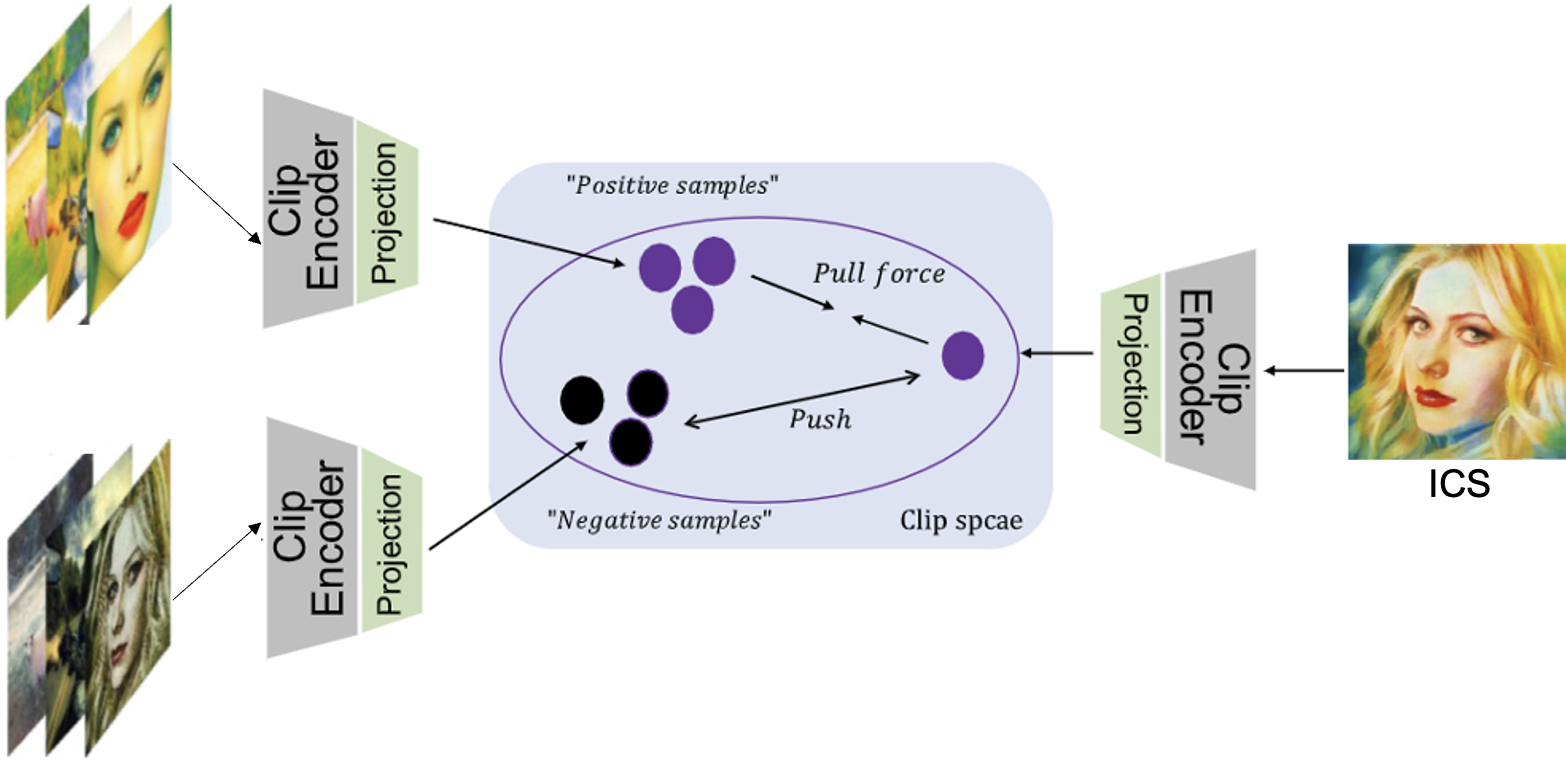 Clip
Encoder
Projection
"Positive samples"
Pull force
Push
"Negative samples"
Clip spcae
Clip
Encoder
Projection
Projection
Clip
Encoder
ICS